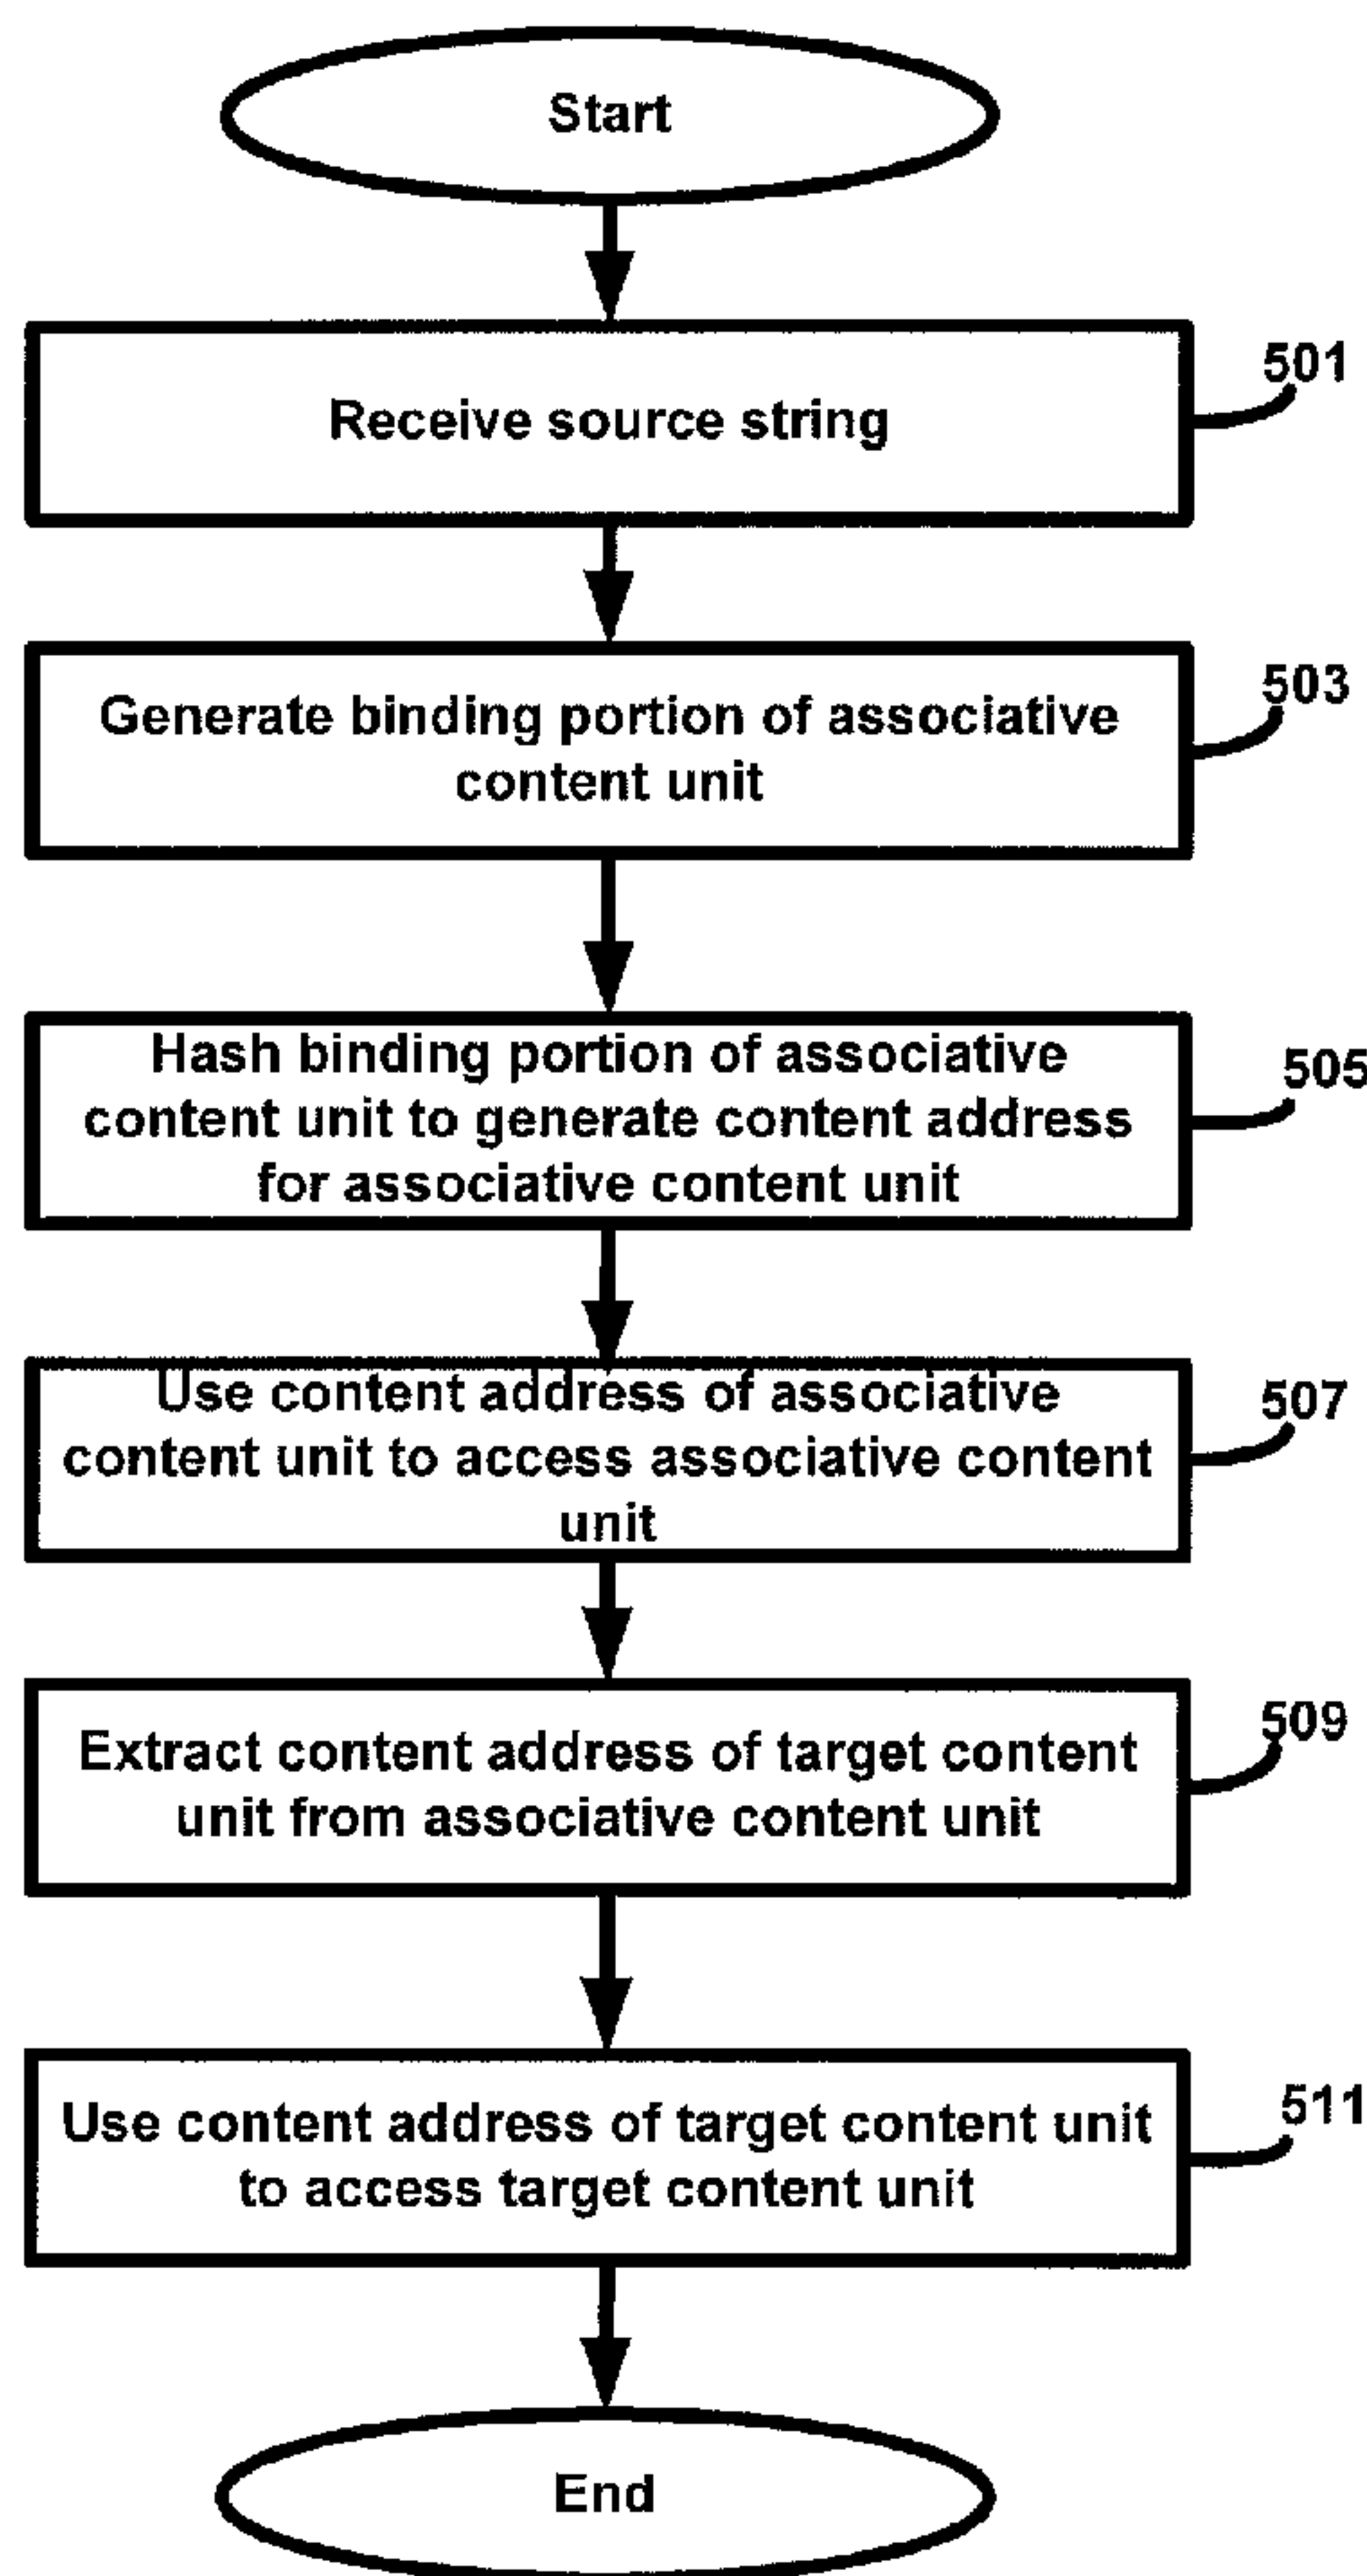 Start
501
Receive source string
503
Generate binding portion of associative
content unit
505
Hash binding portion of associative
content unit to generate content address
for associative content unit
507
Use content address of associative
content unit to access associative content
unit
509
Extract content address of target content
unit from associative content unit
511
Use content address of target content unit
to access target content unit
End